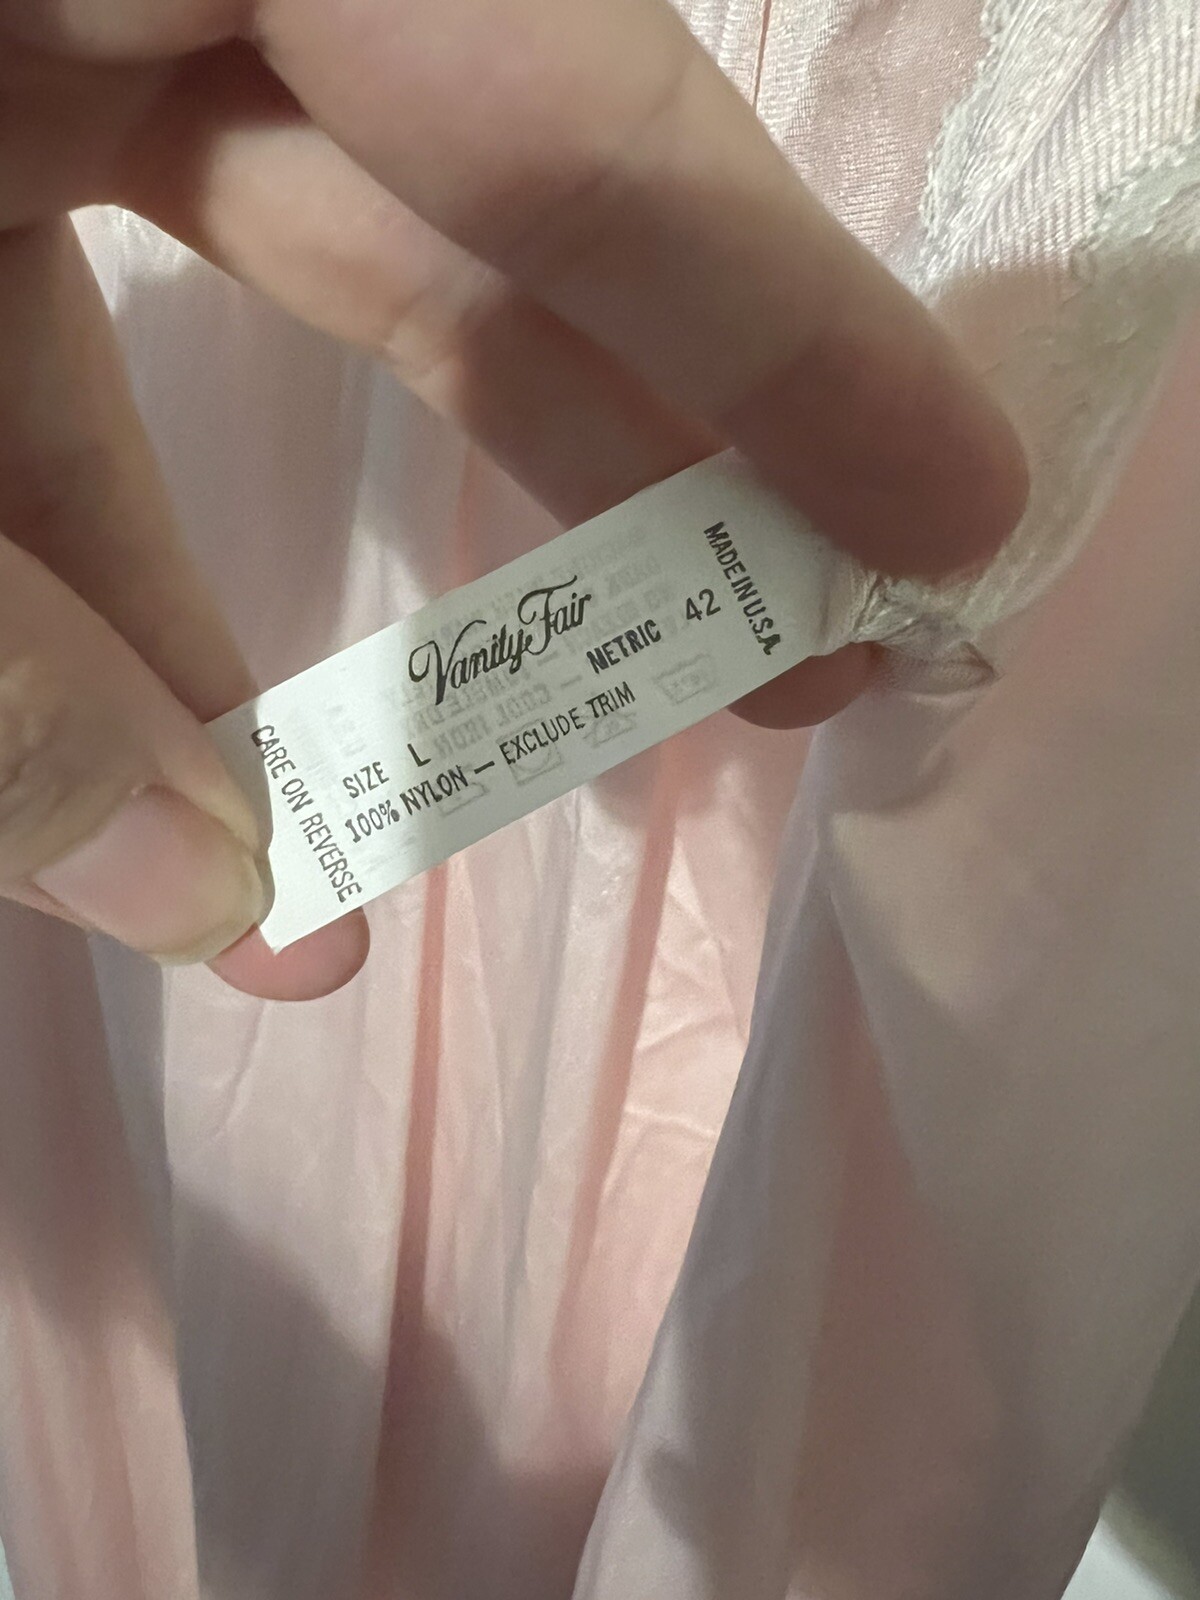 Vanity Fair
SIZE L
METRIC 42
100% NYLON — EXCLUDE TRIM
CARE ON REVERSE
MADE IN U.S.A.